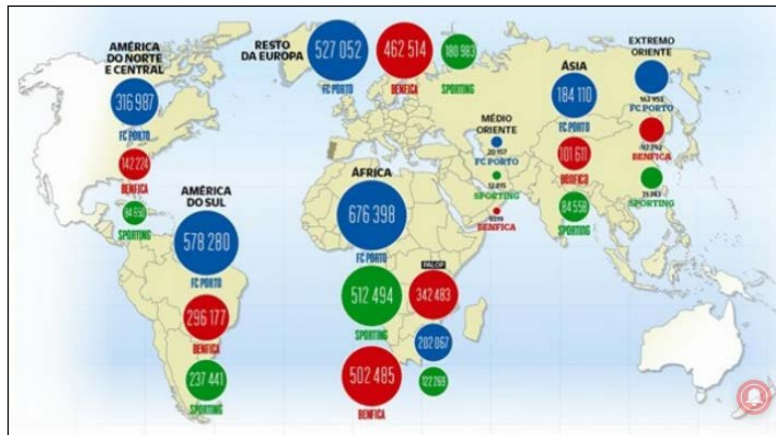 AMÉRICA
DO NORTE
E CENTRAL
316 987
FC PORTO
142 224
BENFICA
SPORTING
AMÉRICA
DO SUL
578 280
FC PORTO
296 177
BENFICA
237 441
SPORTING
RESTO
DA EUROPA
527 052
FC PORTO
462 514
BENFICA
180 983
SPORTING
ÁFRICA
676 398
FC PORTO
512 494
SPORTING
502 485
BENFICA
PALOP
342 483
202 067
122 269
MÉDIO
ORIENTE
FC PORTO
SPORTING
BENFICA
ÁSIA
184 110
FC PORTO
101 611
BENFICA
84 558
SPORTING
EXTREMO
ORIENTE
FC PORTO
BENFICA
SPORTING